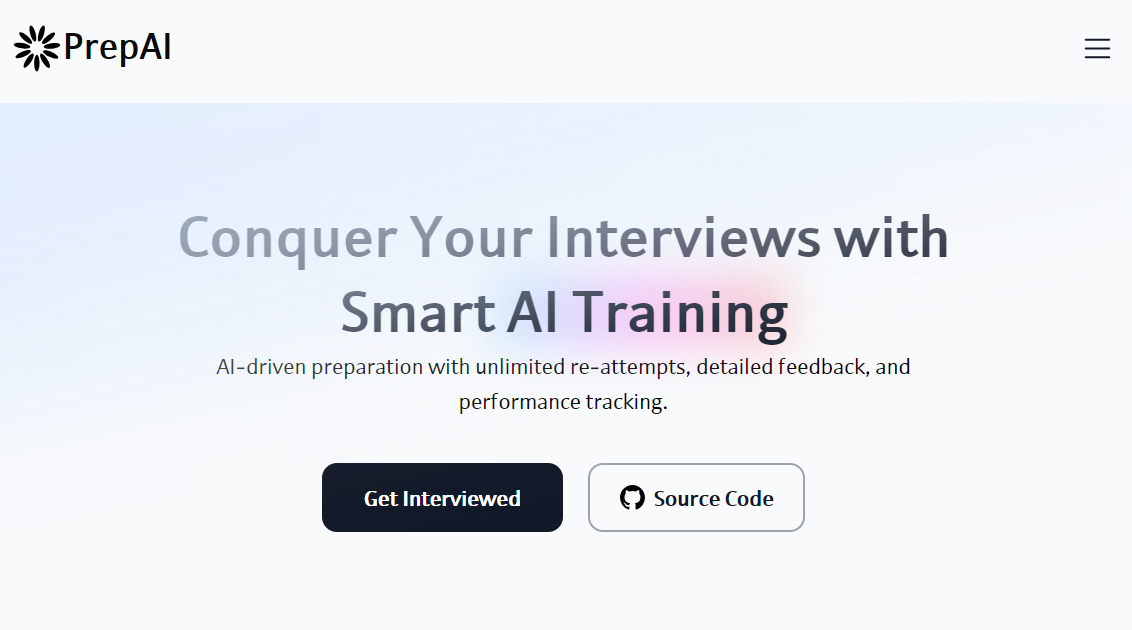 PrepAI
Conquer Your Interviews with
Smart AI Training
AI-driven preparation with unlimited re-attempts, detailed feedback, and
performance tracking.
Get Interviewed
Source Code